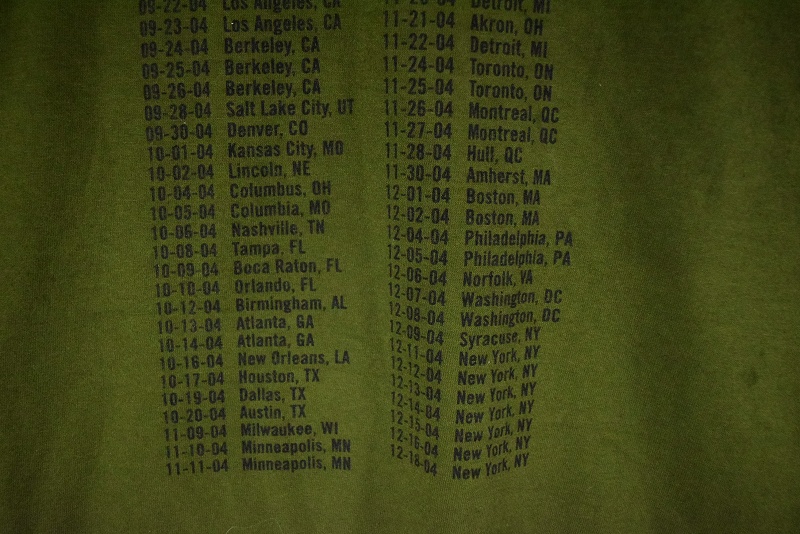 09-22-04 Los Angeles, CA
09-23-04 Los Angeles, CA
09-24-04 Berkeley, CA
09-25-04 Berkeley, CA
09-26-04 Berkeley, CA
09-28-04 Salt Lake City, UT
09-30-04 Denver, CO
10-01-04 Kansas City, MO
10-02-04 Lincoln, NE
10-04-04 Columbus, OH
10-05-04 Columbia, MO
10-06-04 Nashville, TN
10-08-04 Tampa, FL
10-09-04 Boca Raton, FL
10-10-04 Orlando, FL
10-12-04 Birmingham, AL
10-13-04 Atlanta, GA
10-14-04 Atlanta, GA
10-16-04 New Orleans, LA
10-17-04 Houston, TX
10-19-04 Dallas, TX
10-20-04 Austin, TX
11-09-04 Milwaukee, WI
11-10-04 Minneapolis, MN
11-11-04 Minneapolis, MN
11-20-04 Detroit, MI
11-21-04 Akron, OH
11-22-04 Detroit, MI
11-24-04 Toronto, ON
11-25-04 Toronto, ON
11-26-04 Montreal, QC
11-27-04 Montreal, QC
11-28-04 Hull, QC
11-30-04 Amherst, MA
12-01-04 Boston, MA
12-02-04 Boston, MA
12-04-04 Philadelphia, PA
12-05-04 Philadelphia, PA
12-06-04 Norfolk, VA
12-07-04 Washington, DC
12-08-04 Washington, DC
12-09-04 Syracuse, NY
12-11-04 New York, NY
12-12-04 New York, NY
12-13-04 New York, NY
12-14-04 New York, NY
12-15-04 New York, NY
12-16-04 New York, NY
12-18-04 New York, NY